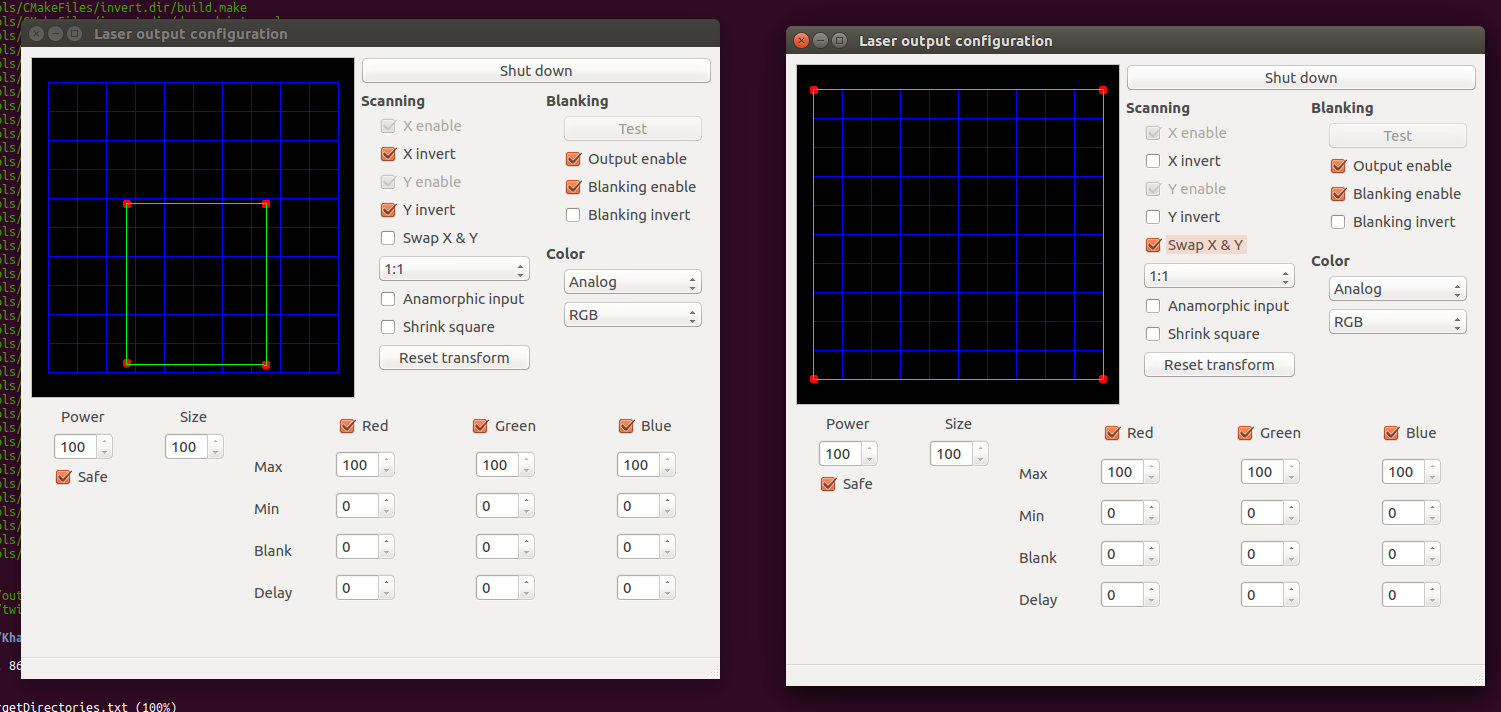 ols/CMakeFiles/invert.dir/build.make
Laser output configuration
Shut down
Scanning
Blanking
X enable
Test
X invert
Output enable
Y enable
Blanking enable
Y invert
Blanking invert
Swap X & Y
Color
1:1
Analog
Anamorphic input
RGB
Shrink square
Reset transform
Power
Size
Red
Green
Blue
100
100
Max
100
100
100
Safe
Min
0
0
0
Blank
0
0
0
Delay
0
0
0
Laser output configuration
Shut down
Scanning
Blanking
X enable
Test
X invert
Output enable
Y enable
Blanking enable
Y invert
Blanking invert
Swap X & Y
Color
1:1
Analog
Anamorphic input
RGB
Shrink square
Reset transform
Power
Size
Red
Green
Blue
100
100
Max
100
100
100
Safe
Min
0
0
0
Blank
0
0
0
Delay
0
0
0
/out
/twi
/Kha
86
rgetDirectories.txt (100%)